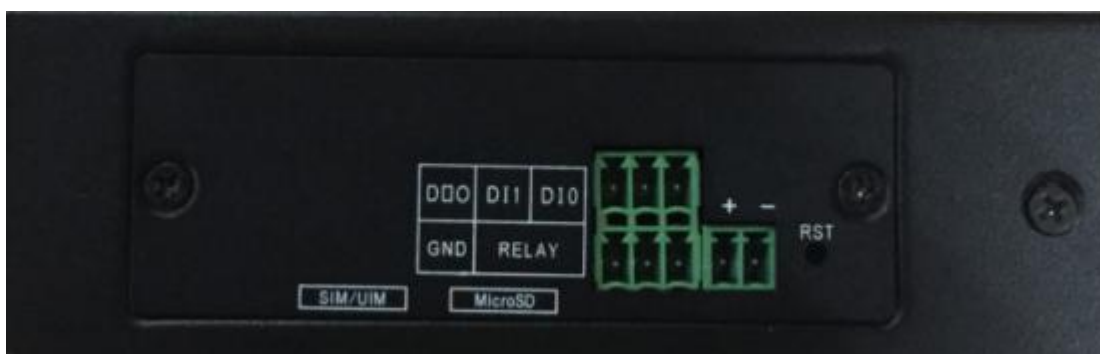 DO0 DI1 DI0
+ -
GND RELAY
RST
SIM/UIM MicroSD